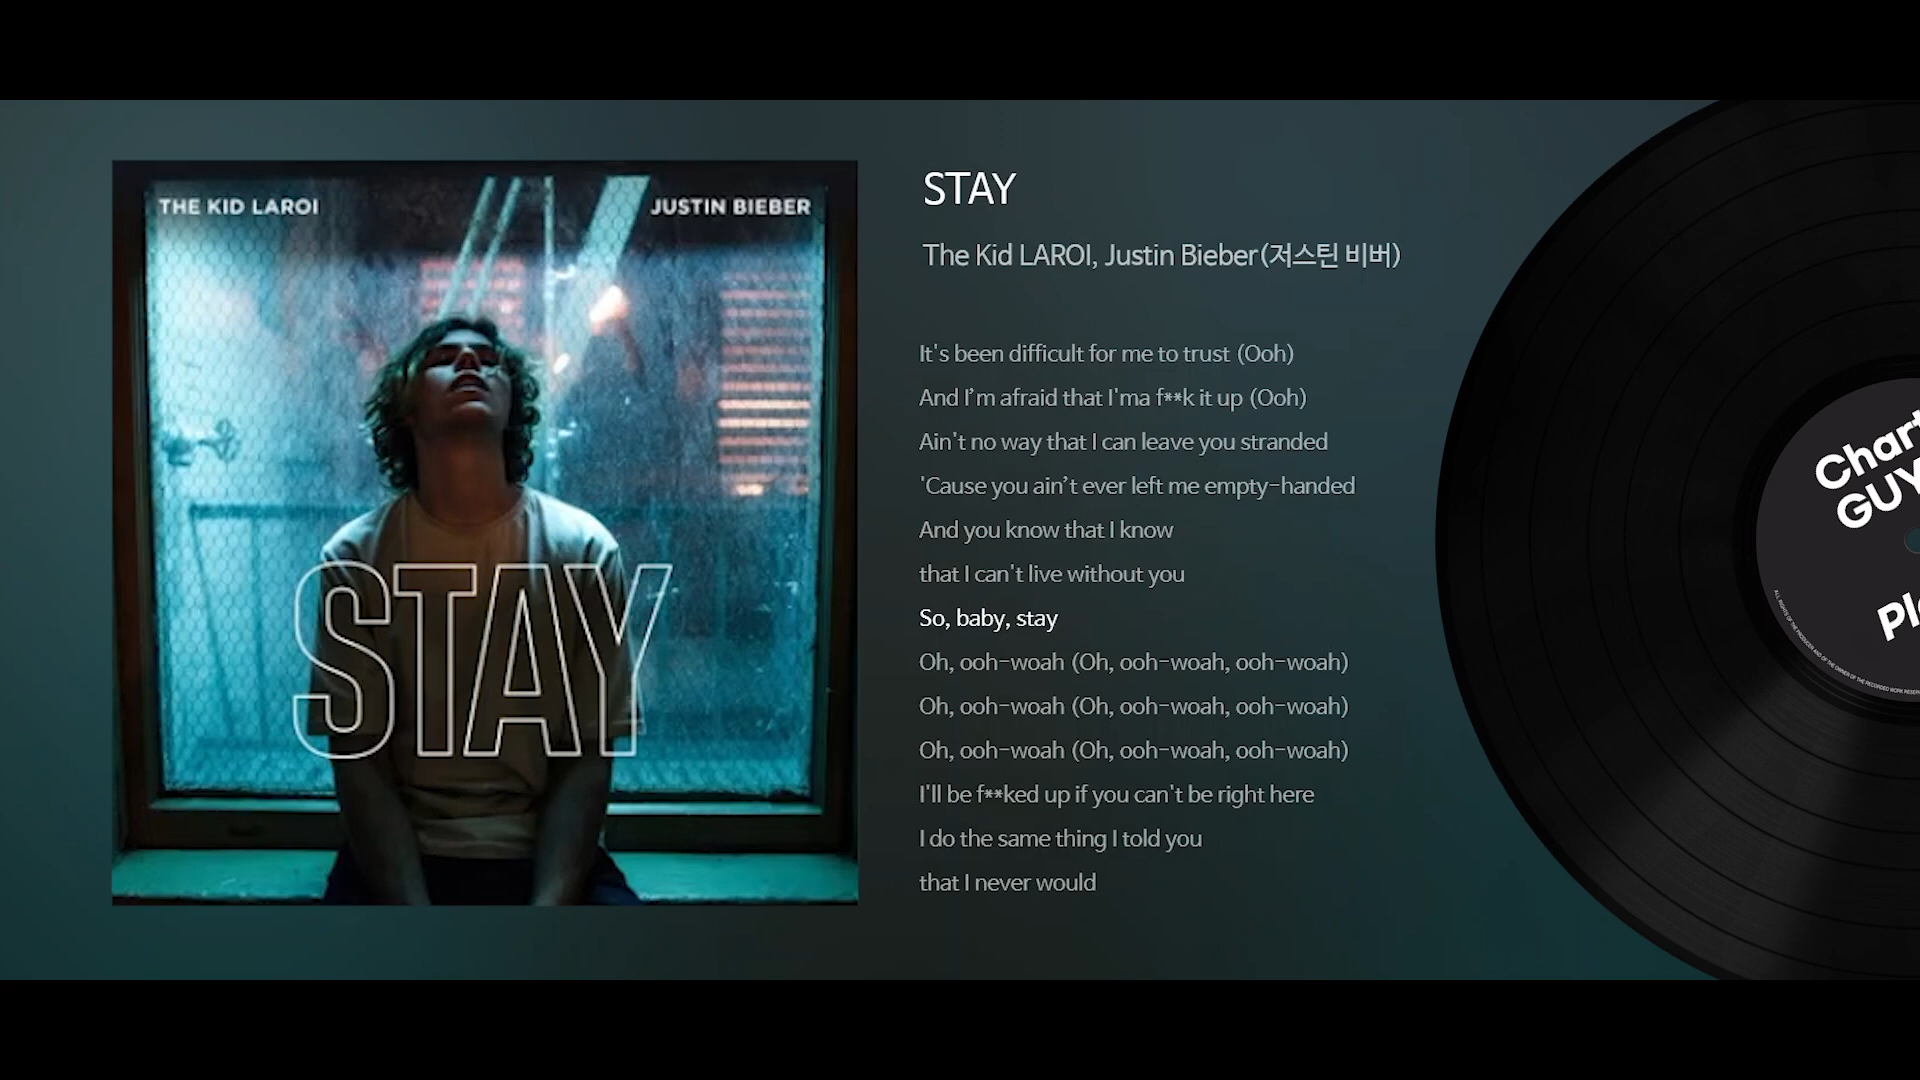 THE KID LAROI
JUSTIN BIEBER
STAY
STAY
The Kid LAROI, Justin Bieber(저스틴 비버)
It's been difficult for me to trust (Ooh)
And I’m afraid that I'ma f**k it up (Ooh)
Ain't no way that I can leave you stranded
'Cause you ain’t ever left me empty-handed
And you know that I know
that I can't live without you
So, baby, stay
Oh, ooh-woah (Oh, ooh-woah, ooh-woah)
Oh, ooh-woah (Oh, ooh-woah, ooh-woah)
Oh, ooh-woah (Oh, ooh-woah, ooh-woah)
I'll be f**ked up if you can't be right here
I do the same thing I told you
that I never would
Chart
GUY